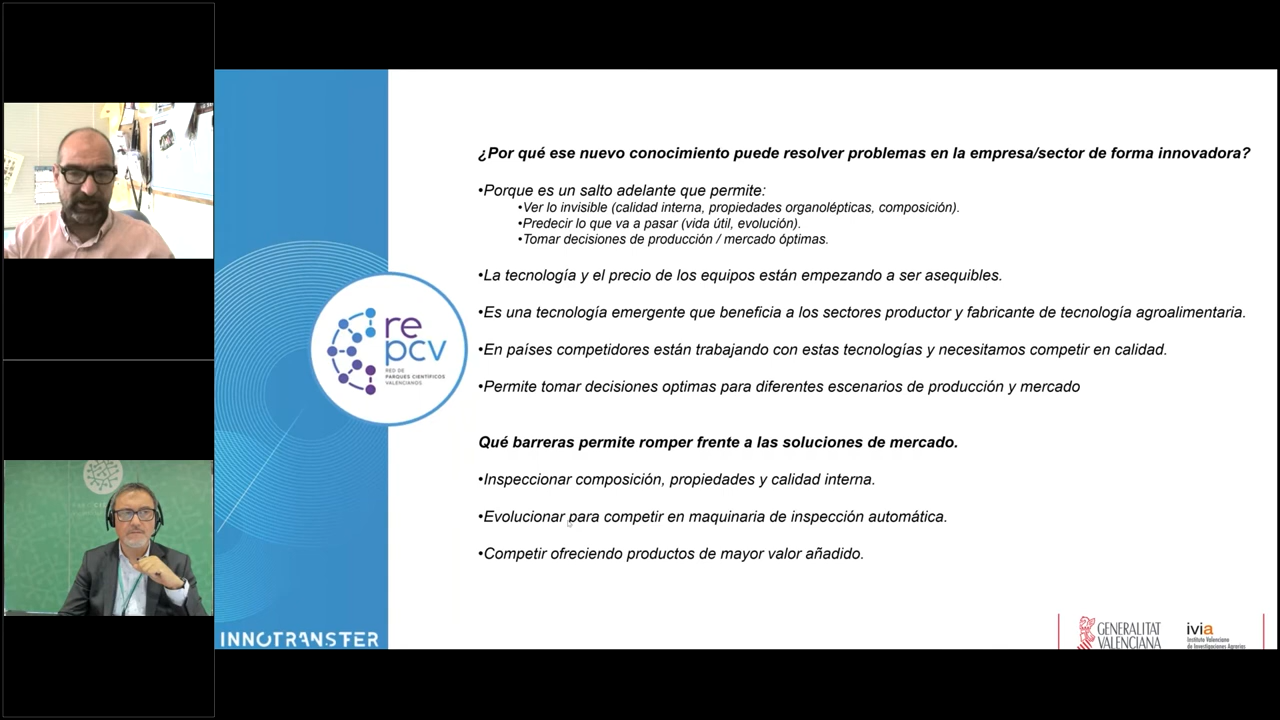 ¿Por qué ese nuevo conocimiento puede resolver problemas en la empresa/sector de forma innovadora?
•Porque es un salto adelante que permite:
•Ver lo invisible (calidad interna, propiedades organolépticas, composición).
•Predecir lo que va a pasar (vida útil, evolución).
•Tomar decisiones de producción / mercado óptimas.
•La tecnología y el precio de los equipos están empezando a ser asequibles.
•Es una tecnología emergente que beneficia a los sectores productor y fabricante de tecnología agroalimentaria.
•En países competidores están trabajando con estas tecnologías y necesitamos competir en calidad.
•Permite tomar decisiones optimas para diferentes escenarios de producción y mercado
Qué barreras permite romper frente a las soluciones de mercado.
•Inspeccionar composición, propiedades y calidad interna.
•Evolucionar para competir en maquinaria de inspección automática.
•Competir ofreciendo productos de mayor valor añadido.
re
pcv
RED DE
PARQUES CIENTÍFICOS
VALENCIANOS
INNOTRANSFER
GENERALITAT
VALENCIANA
ivia
Instituto Valenciano
de Investigaciones Agrarias